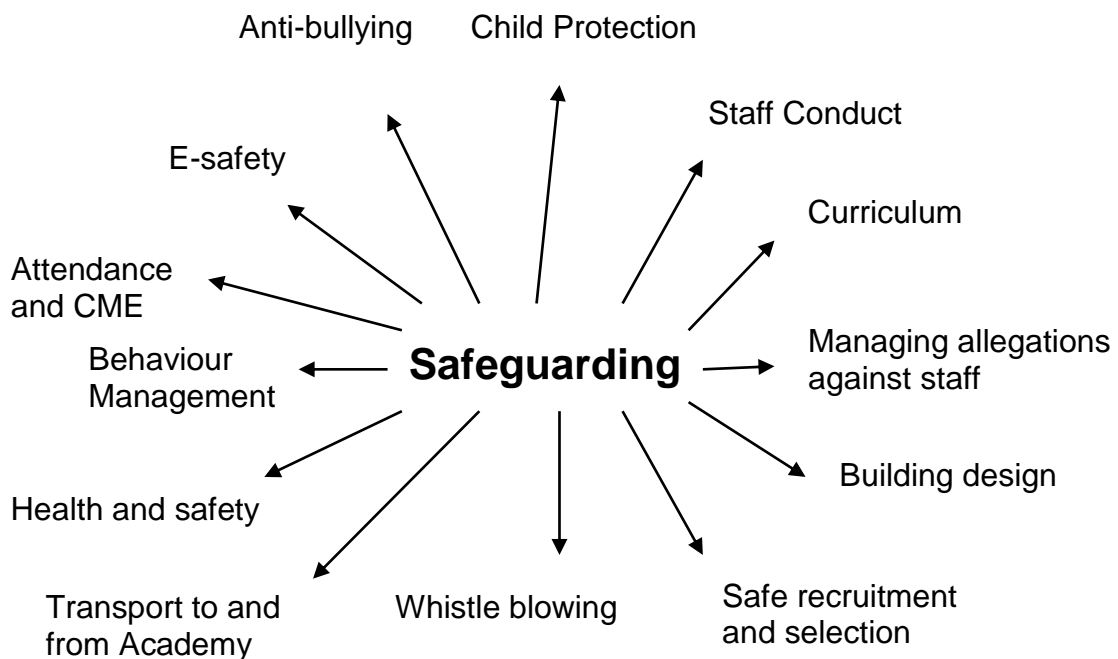 Anti-bullying
Child Protection
Staff Conduct
E-safety
Curriculum
Attendance
and CME
Managing allegations
against staff
Safeguarding
Behaviour
Management
Building design
Health and safety
Transport to and
from Academy
Whistle blowing
Safe recruitment
and selection